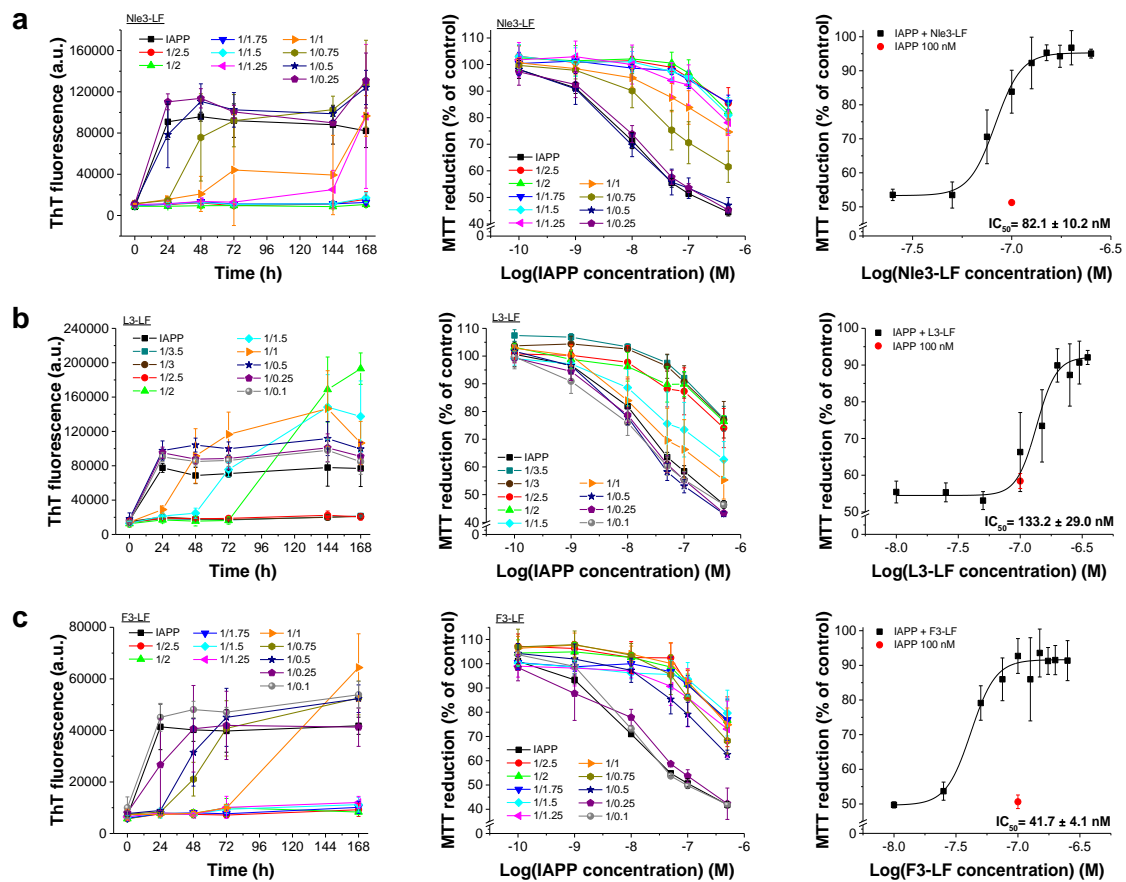 a
Nle3-LF
IAPP 1/1.75 1/1
1/2.5 1/1.5 1/0.75
1/2 1/1.25 1/0.5
1/0.25
160000
120000
80000
40000
0
ThT fluorescence (a.u.)
0 24 48 72 96 120 144 168
Time (h)
Nle3-LF
110
100
90
80
70
60
50
40
0
MTT reduction (% of control)
IAPP
1/2.5
1/2 1/1
1/1.75 1/0.75
1/1.5 1/0.5
1/1.25 1/0.25
-10 -9 -8 -7 -6
Log(IAPP concentration) (M)
IAPP + Nle3-LF
IAPP 100 nM
100
90
80
70
60
50
0
MTT reduction (% of control)
IC50= 82.1 ± 10.2 nM
-7.5 -7.0 -6.5
Log(Nle3-LF concentration) (M)
b
L3-LF
IAPP 1/1.5
1/3.5 1/1
1/3 1/0.5
1/2.5 1/0.25
1/2 1/0.1
240000
200000
160000
120000
80000
40000
0
ThT fluorescence (a.u.)
0 24 48 72 96 120 144 168
Time (h)
L3-LF
110
100
90
80
70
60
50
40
0
MTT reduction (% of control)
IAPP
1/3.5
1/3 1/1
1/2.5 1/0.5
1/2 1/0.25
1/1.5 1/0.1
-10 -9 -8 -7 -6
Log(IAPP concentration) (M)
IAPP + L3-LF
IAPP 100 nM
100
90
80
70
60
50
0
MTT reduction (% of control)
IC50= 133.2 ± 29.0 nM
-8.0 -7.5 -7.0 -6.5
Log(L3-LF concentration) (M)
c
F3-LF
IAPP 1/1.75 1/1
1/2.5 1/1.5 1/0.75
1/2 1/1.25 1/0.5
1/0.25
1/0.1
80000
60000
40000
20000
0
ThT fluorescence (a.u.)
0 24 48 72 96 120 144 168
Time (h)
F3-LF
110
100
90
80
70
60
50
40
0
MTT reduction (% of control)
IAPP
1/2.5 1/1
1/2 1/0.75
1/1.75 1/0.5
1/1.5 1/0.25
1/1.25 1/0.1
-10 -9 -8 -7 -6
Log(IAPP concentration) (M)
IAPP + F3-LF
IAPP 100 nM
100
90
80
70
60
50
0
MTT reduction (% of control)
IC50= 41.7 ± 4.1 nM
-8.0 -7.5 -7.0 -6.5
Log(F3-LF concentration) (M)